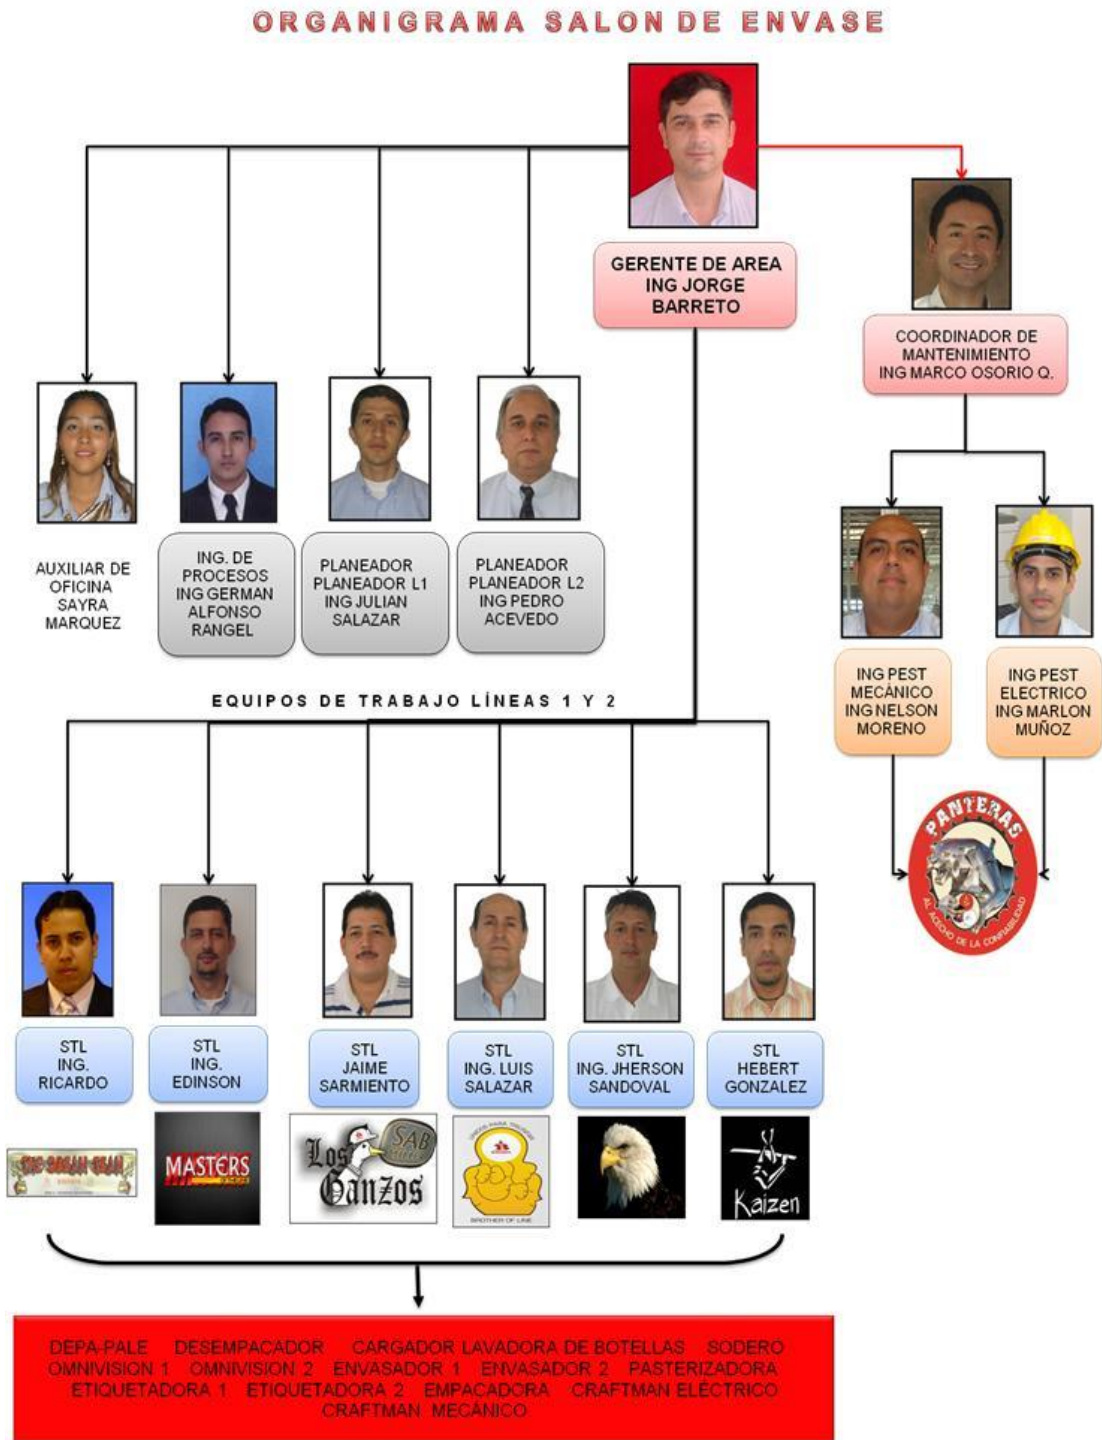 ORGANIGRAMA SALON DE ENVASE
GERENTE DE AREA
ING JORGE
BARRETO
COORDINADOR DE
MANTENIMIENTO
ING MARCO OSORIO Q.
AUXILIAR DE
OFICINA
SAYRA
MARQUEZ
ING. DE
PROCESOS
ING GERMAN
ALFONSO
RANGEL
PLANEADOR
PLANEADOR L1
ING JULIAN
SALAZAR
PLANEADOR
PLANEADOR L2
ING PEDRO
ACEVEDO
ING PEST
MECÁNICO
ING NELSON
MORENO
ING PEST
ELECTRICO
ING MARLON
MUÑOZ
EQUIPOS DE TRABAJO LÍNEAS 1 Y 2
PANTERAS
AL ACECHO DE LA CONFIABILIDAD
STL
ING.
RICARDO
STL
ING.
EDINSON
STL
JAIME
SARMIENTO
STL
ING. LUIS
SALAZAR
STL
ING. JHERSON
SANDOVAL
STL
HEBERT
GONZALEZ
MASTERS
Los
Ganzos
SAB
UNIDOS PARA TRIUNFAR
BROTHER OF LINE
Kaizen
DEPA-PALE DESEMPACADOR CARGADOR LAVADORA DE BOTELLAS SODERO
OMNIVISION 1 OMNIVISION 2 ENVASADOR 1 ENVASADOR 2 PASTERIZADORA
ETIQUETADORA 1 ETIQUETADORA 2 EMPACADORA CRAFTMAN ELÉCTRICO
CRAFTMAN MECÁNICO